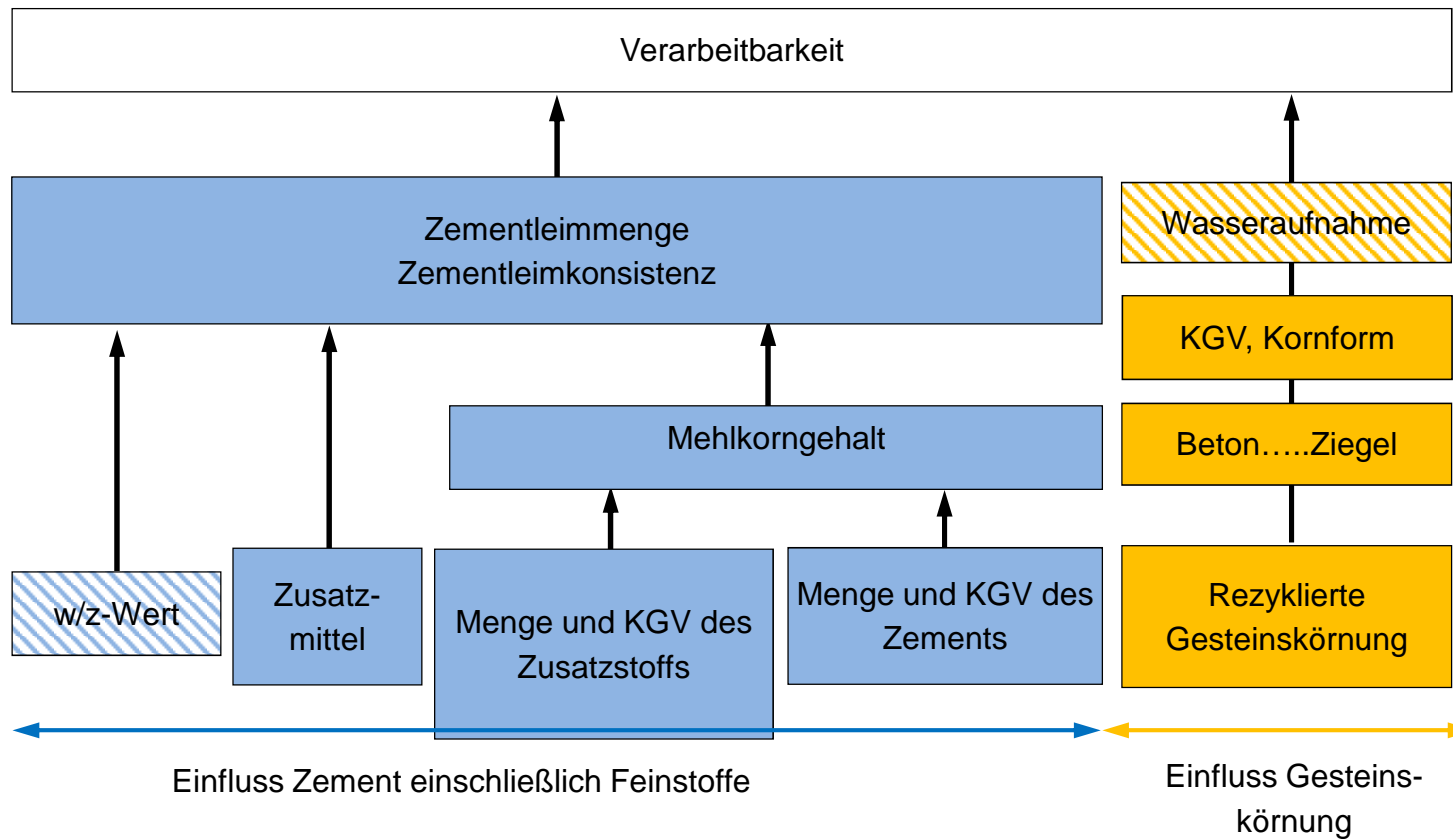 Verarbeitbarkeit
Zementleimmenge
Zementleimkonsistenz
Wasseraufnahme
KGV, Kornform
Mehlkorngehalt
Beton…..Ziegel
w/z-Wert
Zusatz-
mittel
Menge und KGV des
Zusatzstoffs
Menge und KGV des
Zements
Rezyklierte
Gesteinskörnung
Einfluss Zement einschließlich Feinstoffe
Einfluss Gesteins-
körnung